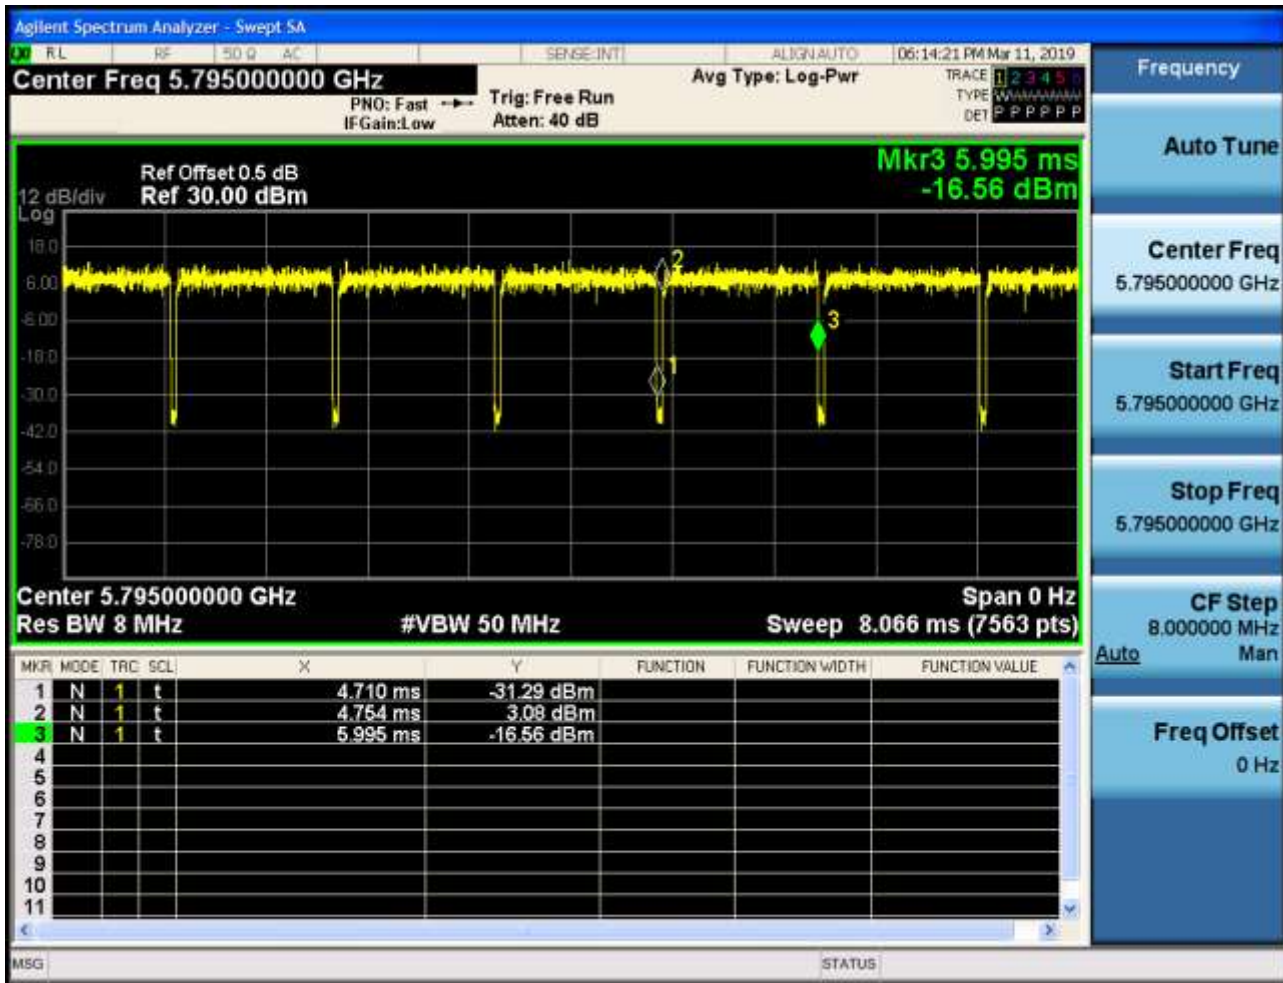 Agilent Spectrum Analyzer - Swept SA
RL RF 50 Ω AC SENSE:INT ALIGNAUTO 06:14:21 PM Mar 11, 2019
Center Freq 5.795000000 GHz
PNO: Fast
IFGain:Low
Trig: Free Run
Atten: 40 dB
Avg Type: Log-Pwr
TRACE 1 2 3 4 5 6
TYPE
DET P P P P P P
Mkr3 5.995 ms
-16.56 dBm
Ref Offset 0.5 dB
12 dB/div Ref 30.00 dBm
Log
18.0
6.00
-6.00
-18.0
-30.0
-42.0
-54.0
-66.0
-78.0
2
3
1
Center 5.795000000 GHz Span 0 Hz
Res BW 8 MHz #VBW 50 MHz Sweep 8.066 ms (7563 pts)
MKR MODE TRC SCL X Y FUNCTION FUNCTION WIDTH FUNCTION VALUE
1 N 1 t 4.710 ms -31.29 dBm
2 N 1 t 4.754 ms 3.08 dBm
3 N 1 t 5.995 ms -16.56 dBm
4
5
6
7
8
9
10
11
MSG STATUS
Frequency
Auto Tune
Center Freq
5.795000000 GHz
Start Freq
5.795000000 GHz
Stop Freq
5.795000000 GHz
CF Step
8.000000 MHz
Auto Man
Freq Offset
0 Hz